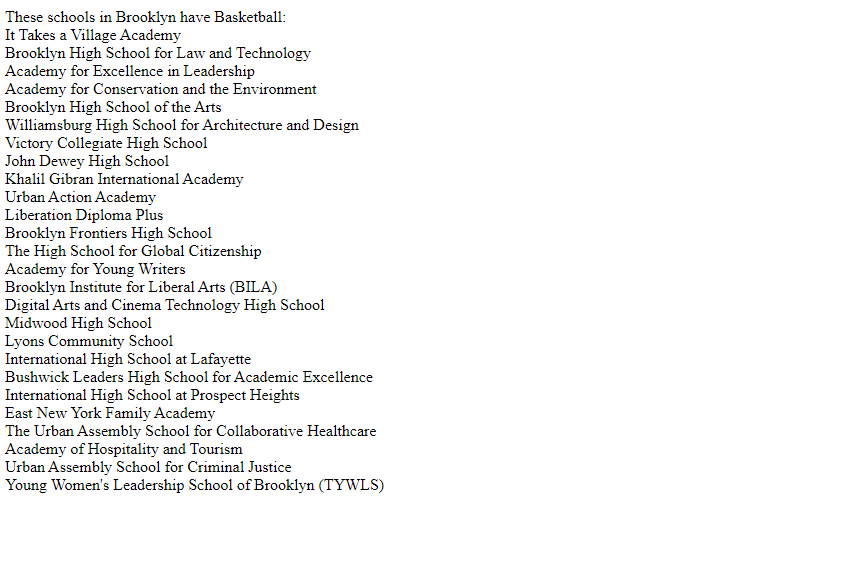 These schools in Brooklyn have Basketball:
It Takes a Village Academy
Brooklyn High School for Law and Technology
Academy for Excellence in Leadership
Academy for Conservation and the Environment
Brooklyn High School of the Arts
Williamsburg High School for Architecture and Design
Victory Collegiate High School
John Dewey High School
Khalil Gibran International Academy
Urban Action Academy
Liberation Diploma Plus
Brooklyn Frontiers High School
The High School for Global Citizenship
Academy for Young Writers
Brooklyn Institute for Liberal Arts (BILA)
Digital Arts and Cinema Technology High School
Midwood High School
Lyons Community School
International High School at Lafayette
Bushwick Leaders High School for Academic Excellence
International High School at Prospect Heights
East New York Family Academy
The Urban Assembly School for Collaborative Healthcare
Academy of Hospitality and Tourism
Urban Assembly School for Criminal Justice
Young Women's Leadership School of Brooklyn (TYWLS)